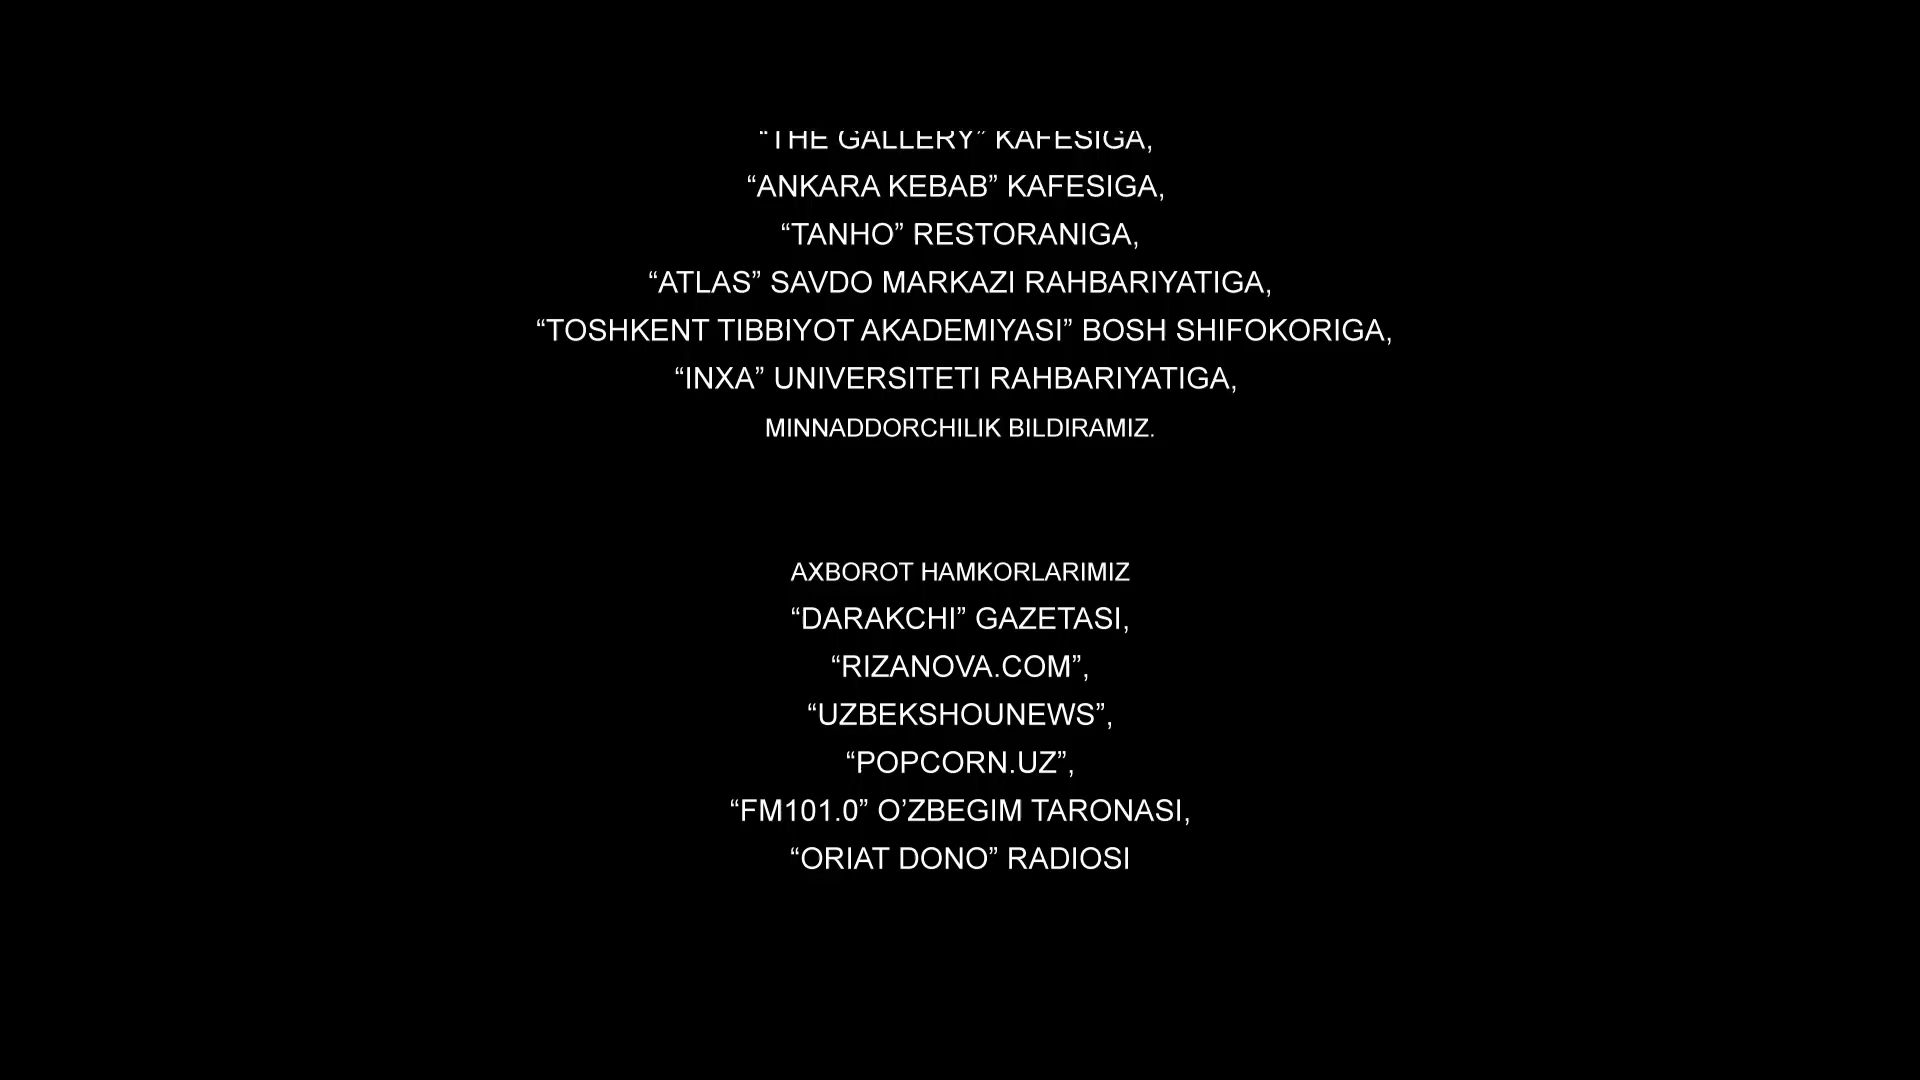 “THE GALLERY” KAFESIGA,
“ANKARA KEBAB” KAFESIGA,
“TANHO” RESTORANIGA,
“ATLAS” SAVDO MARKAZI RAHBARIYATIGA,
“TOSHKENT TIBBIYOT AKADEMIYASI” BOSH SHIFOKORIGA,
“INXA” UNIVERSITETI RAHBARIYATIGA,
MINNADDORCHILIK BILDIRAMIZ.
AXBOROT HAMKORLARIMIZ
“DARAKCHI” GAZETASI,
“RIZANOVA.COM”,
“UZBEKSHOUNEWS”,
“POPCORN.UZ”,
“FM101.0” O’ZBEGIM TARONASI,
“ORIAT DONO” RADIOSI